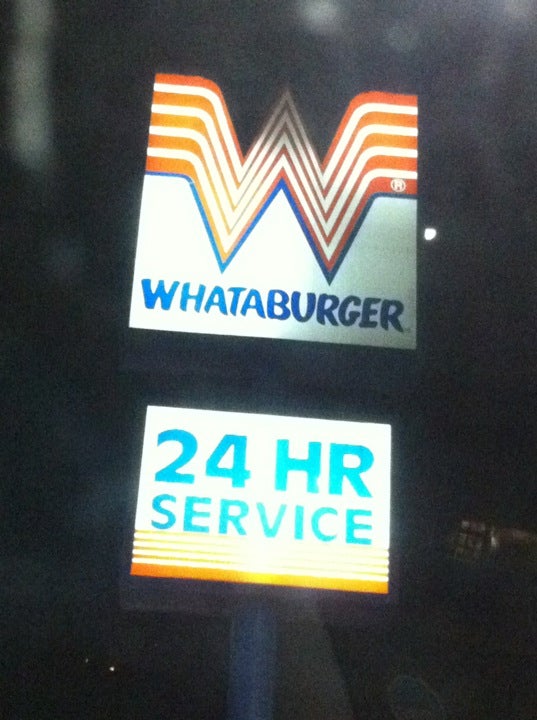 W®
WHATABURGER
24 HR
SERVICE